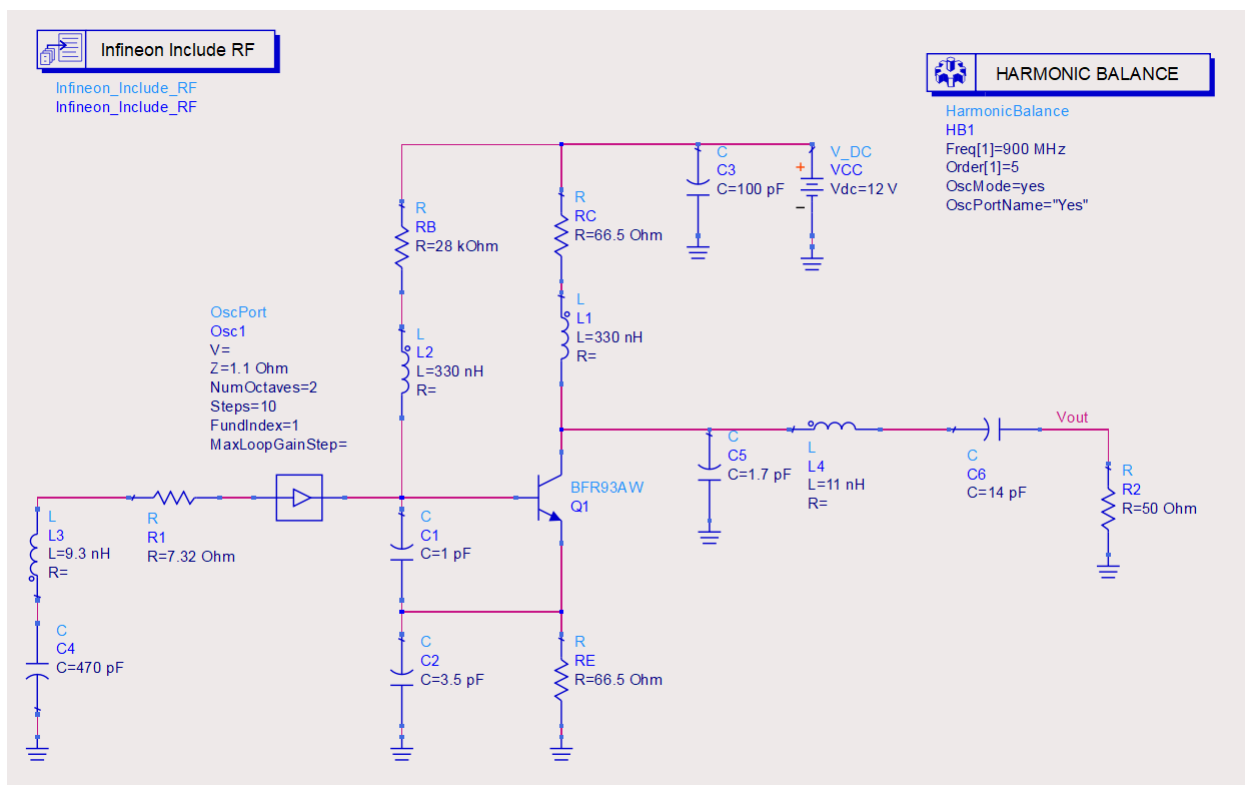 Infineon Include RF
Infineon_Include_RF
Infineon_Include_RF
HARMONIC BALANCE
HarmonicBalance
HB1
Freq[1]=900 MHz
Order[1]=5
OscMode=yes
OscPortName="Yes"
C
C3
C=100 pF
+
V_DC
VCC
Vdc=12 V
R
RB
R=28 kOhm
R
RC
R=66.5 Ohm
OscPort
Osc1
V=
Z=1.1 Ohm
NumOctaves=2
Steps=10
FundIndex=1
MaxLoopGainStep=
L
L2
L=330 nH
R=
L
L1
L=330 nH
R=
L
L3
L=9.3 nH
R=
R
R1
R=7.32 Ohm
C
C1
C=1 pF
BFR93AW
Q1
C
C5
C=1.7 pF
L
L4
L=11 nH
R=
C
C6
C=14 pF
Vout
R
R2
R=50 Ohm
C
C4
C=470 pF
C
C2
C=3.5 pF
R
RE
R=66.5 Ohm